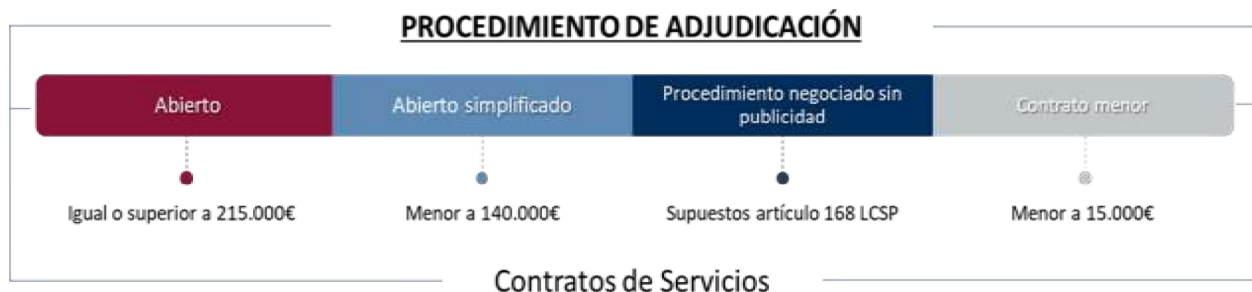 PROCEDIMIENTO DE ADJUDICACIÓN
Abierto
Abierto simplificado
Procedimiento negociado sin
publicidad
Contrato menor
Igual o superior a 215.000€
Menor a 140.000€
Supuestos artículo 168 LCSP
Menor a 15.000€
Contratos de Servicios